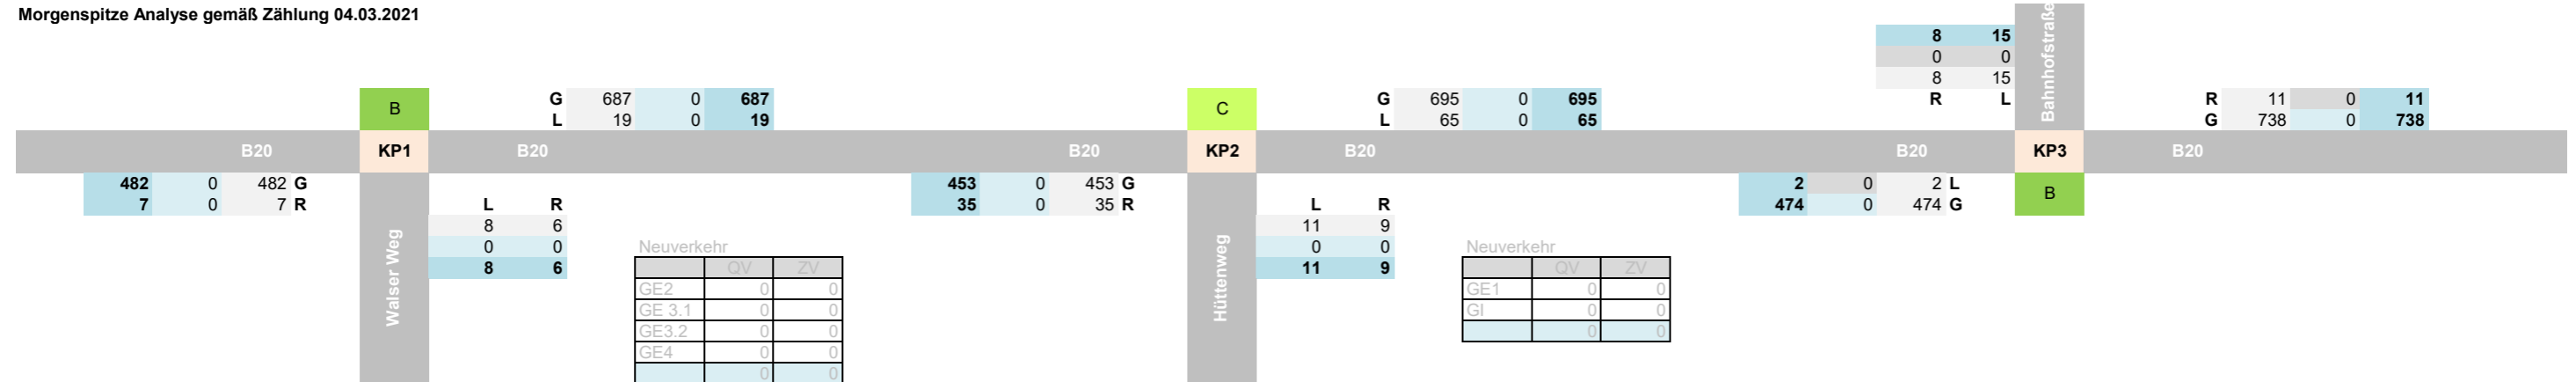 Morgenspitze Analyse gemäß Zählung 04.03.2021
8 15
0 0
8 15
R L
Bahnhofstraße
B
G 687 0 687
L 19 0 19
C
G 695 0 695
L 65 0 65
R 11 0 11
G 738 0 738
B20 KP1 B20 B20 KP2 B20 B20 KP3 B20
482 0 482 G
7 0 7 R
Walser Weg
L R
8 6
0 0
8 6
453 0 453 G
35 0 35 R
Hüttenweg
L R
11 9
0 0
11 9
2 0 2 L
474 0 474 G
B
Neuverkehr
QV ZV
GE2 0 0
GE 3.1 0 0
GE3.2 0 0
GE4 0 0
0 0
Neuverkehr
QV ZV
GE1 0 0
GI 0 0
0 0